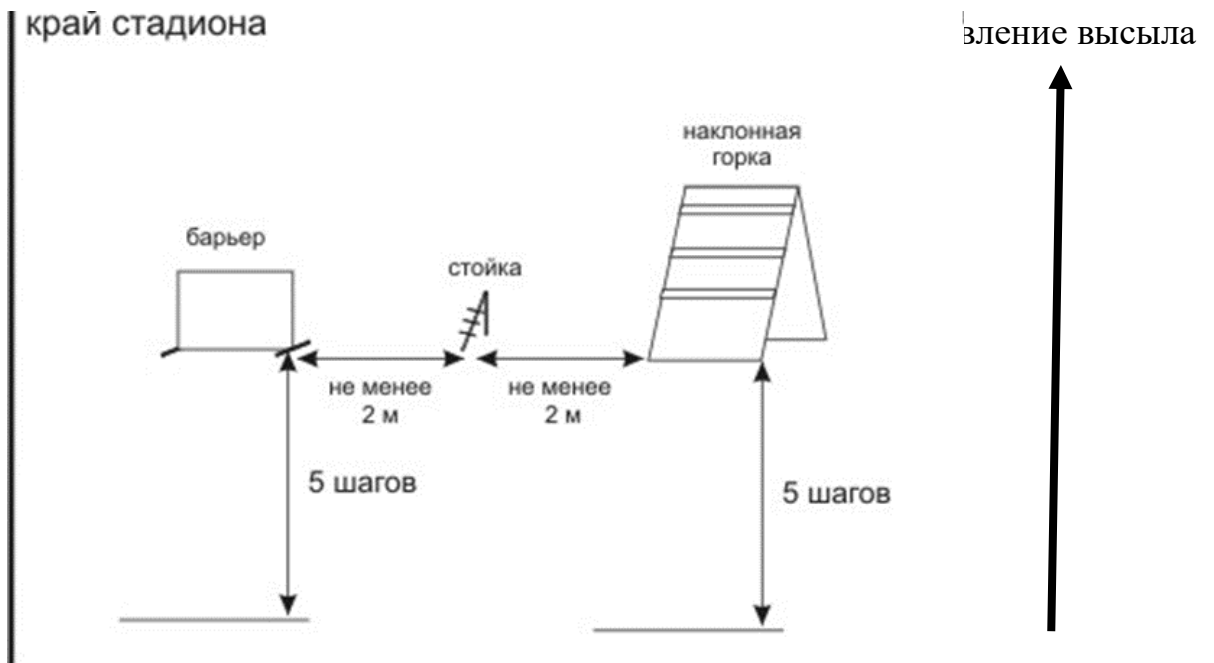 край стадиона
вление высыла
наклонная
горка
барьер
стойка
не менее
2 м
не менее
2 м
5 шагов
5 шагов